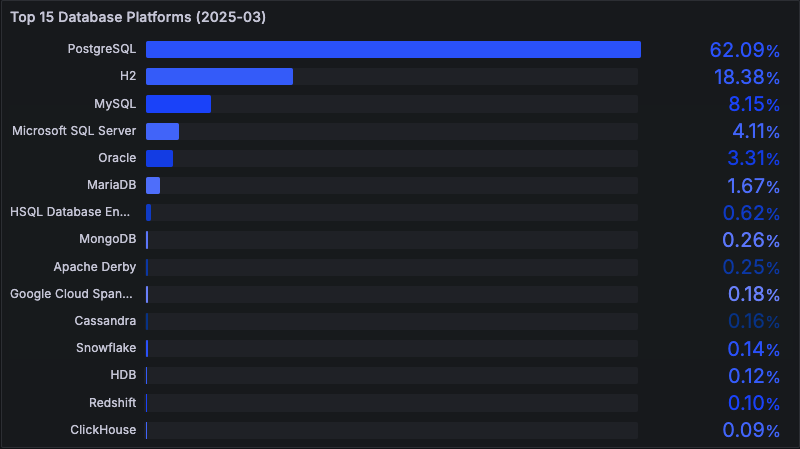 Top 15 Database Platforms (2025-03)
PostgreSQL 62.09%
H2 18.38%
MySQL 8.15%
Microsoft SQL Server 4.11%
Oracle 3.31%
MariaDB 1.67%
HSQL Database En... 0.62%
MongoDB 0.26%
Apache Derby 0.25%
Google Cloud Span... 0.18%
Cassandra 0.16%
Snowflake 0.14%
HDB 0.12%
Redshift 0.10%
ClickHouse 0.09%